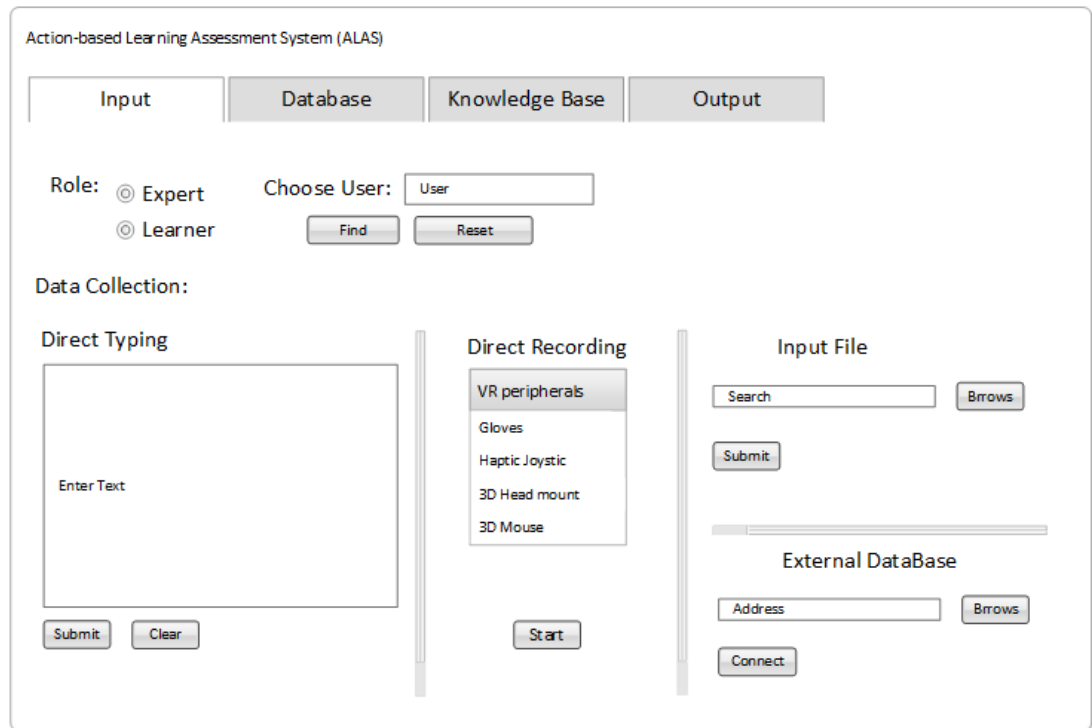 Action-based Learning Assessment System (ALAS)
Input Database Knowledge Base Output
Role: Expert Choose User: User
Learner Find Reset
Data Collection:
Direct Typing
Enter Text
Submit Clear
Direct Recording
VR peripherals
Gloves
Haptic Joystic
3D Head mount
3D Mouse
Start
Input File
Search Brrows
Submit
External DataBase
Address Brrows
Connect